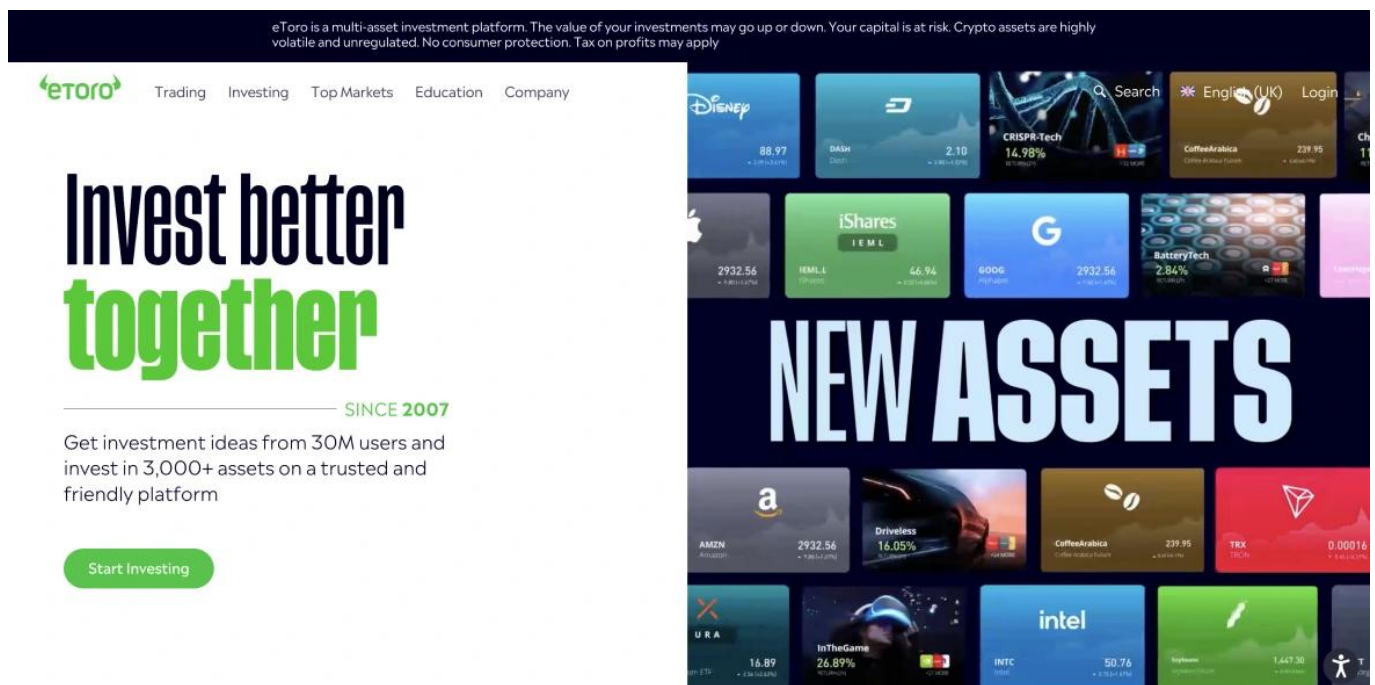 eToro is a multi-asset investment platform. The value of your investments may go up or down. Your capital is at risk. Crypto assets are highly
volatile and unregulated. No consumer protection. Tax on profits may apply
eToro
Trading Investing Top Markets Education Company
Search English (UK) Login
Invest better
together
SINCE 2007
Get investment ideas from 30M users and
invest in 3,000+ assets on a trusted and
friendly platform
Start Investing
Disney
88.97
DASH 2.10
Dash
CRISPR-Tech
14.98%
CoffeeArabica 239.95
2932.56
iShares
IEML
IEML.L 46.94
iShares
G
GOOG 2932.56
Alphabet
BatteryTech
2.84%
NEW ASSETS
a
AMZN 2932.56
Amazon
Driveless
16.05%
CoffeeArabica 239.95
TRX 0.00016
TRON
URA
16.89
InTheGame
26.89%
intel
INTC 50.76
Intel
1,447.30